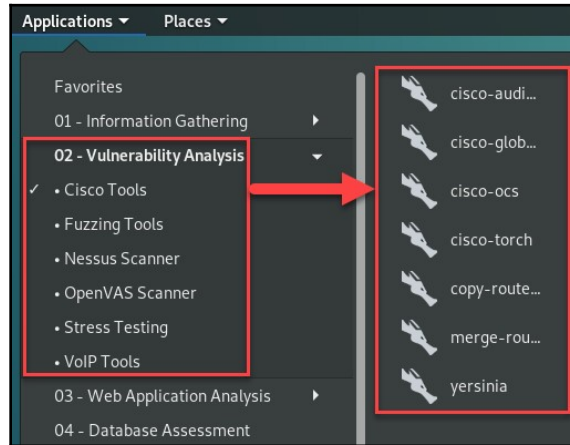 Applications ▾ Places ▾
Favorites
01 - Information Gathering
02 - Vulnerability Analysis
✓ • Cisco Tools
• Fuzzing Tools
• Nessus Scanner
• OpenVAS Scanner
• Stress Testing
• VoIP Tools
03 - Web Application Analysis
04 - Database Assessment
cisco-audi...
cisco-glob...
cisco-ocs
cisco-torch
copy-route...
merge-rou...
yersinia